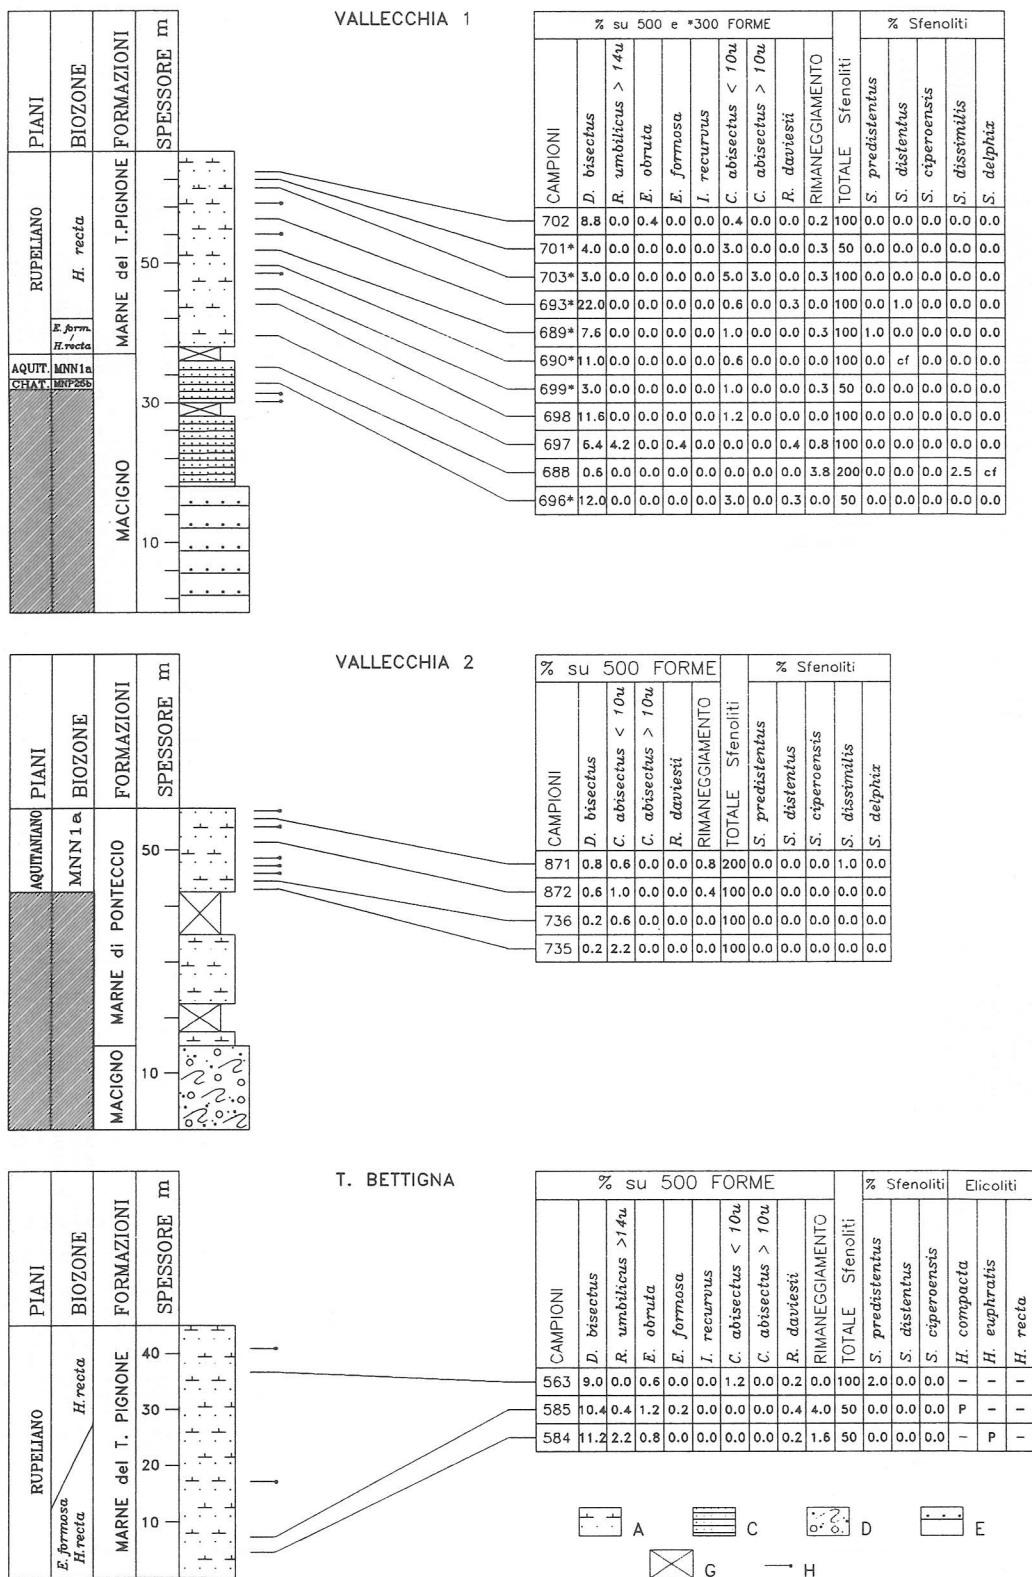 VALLECCHIA 1
PIANI
BIOZONE
FORMAZIONI
SPESSORE m
RUPELIANO
H. recta
E. form. / H.recta
MARNE del T.PIGNONE
AQUIT. MNN1a
CHAT. MNP25b
MACIGNO
50
30
10
% su 500 e *300 FORME
% Sfenoliti
CAMPIONI
D. bisectus
R. umbilicus > 14u
E. obruta
E. formosa
I. recurvus
C. abisectus < 10u
C. abisectus > 10u
R. daviesii
RIMANEGGIAMENTO
TOTALE Sfenoliti
S. predistentus
S. distentus
S. ciperoensis
S. dissimilis
S. delphix
702 8.8 0.0 0.4 0.0 0.0 0.4 0.0 0.0 0.2 100 0.0 0.0 0.0 0.0 0.0
701* 4.0 0.0 0.0 0.0 0.0 3.0 0.0 0.0 0.3 50 0.0 0.0 0.0 0.0 0.0
703* 3.0 0.0 0.0 0.0 0.0 5.0 3.0 0.0 0.3 100 0.0 0.0 0.0 0.0 0.0
693* 22.0 0.0 0.0 0.0 0.0 0.6 0.0 0.3 0.0 100 0.0 1.0 0.0 0.0 0.0
689* 7.6 0.0 0.0 0.0 0.0 1.0 0.0 0.0 0.3 100 1.0 0.0 0.0 0.0 0.0
690* 11.0 0.0 0.0 0.0 0.0 0.6 0.0 0.0 0.0 100 0.0 cf 0.0 0.0 0.0
699* 3.0 0.0 0.0 0.0 0.0 1.0 0.0 0.0 0.3 50 0.0 0.0 0.0 0.0 0.0
698 11.6 0.0 0.0 0.0 0.0 1.2 0.0 0.0 0.0 100 0.0 0.0 0.0 0.0 0.0
697 6.4 4.2 0.0 0.4 0.0 0.0 0.0 0.4 0.8 100 0.0 0.0 0.0 0.0 0.0
688 0.6 0.0 0.0 0.0 0.0 0.0 0.0 0.0 3.8 200 0.0 0.0 0.0 2.5 cf
696* 12.0 0.0 0.0 0.0 0.0 3.0 0.0 0.3 0.0 50 0.0 0.0 0.0 0.0 0.0
VALLECCHIA 2
PIANI
BIOZONE
FORMAZIONI
SPESSORE m
AQUITANIANO
MNN1a
MARNE di PONTECCIO
MACIGNO
50
10
% su 500 FORME
% Sfenoliti
CAMPIONI
D. bisectus
C. abisectus < 10u
C. abisectus > 10u
R. daviesii
RIMANEGGIAMENTO
TOTALE Sfenoliti
S. predistentus
S. distentus
S. ciperoensis
S. dissimilis
S. delphix
871 0.8 0.6 0.0 0.0 0.8 200 0.0 0.0 0.0 1.0 0.0
872 0.6 1.0 0.0 0.0 0.4 100 0.0 0.0 0.0 0.0 0.0
736 0.2 0.6 0.0 0.0 0.0 100 0.0 0.0 0.0 0.0 0.0
735 0.2 2.2 0.0 0.0 0.0 100 0.0 0.0 0.0 0.0 0.0
T. BETTIGNA
PIANI
BIOZONE
FORMAZIONI
SPESSORE m
RUPELIANO
H.recta
E. formosa
H.recta
MARNE del T. PIGNONE
40
30
20
10
% su 500 FORME
% Sfenoliti
Elicoliti
CAMPIONI
D. bisectus
R. umbilicus >14u
E. obruta
E. formosa
I. recurvus
C. abisectus < 10u
C. abisectus > 10u
R. daviesii
RIMANEGGIAMENTO
TOTALE Sfenoliti
S. predistentus
S. distentus
S. ciperoensis
H. compacta
H. euphratis
H. recta
563 9.0 0.0 0.6 0.0 0.0 1.2 0.0 0.2 0.0 100 2.0 0.0 0.0 - - -
585 10.4 0.4 1.2 0.2 0.0 0.0 0.0 0.4 4.0 50 0.0 0.0 0.0 P - -
584 11.2 2.2 0.8 0.0 0.0 0.0 0.0 0.2 1.6 50 0.0 0.0 0.0 - P -
A C D E
G H